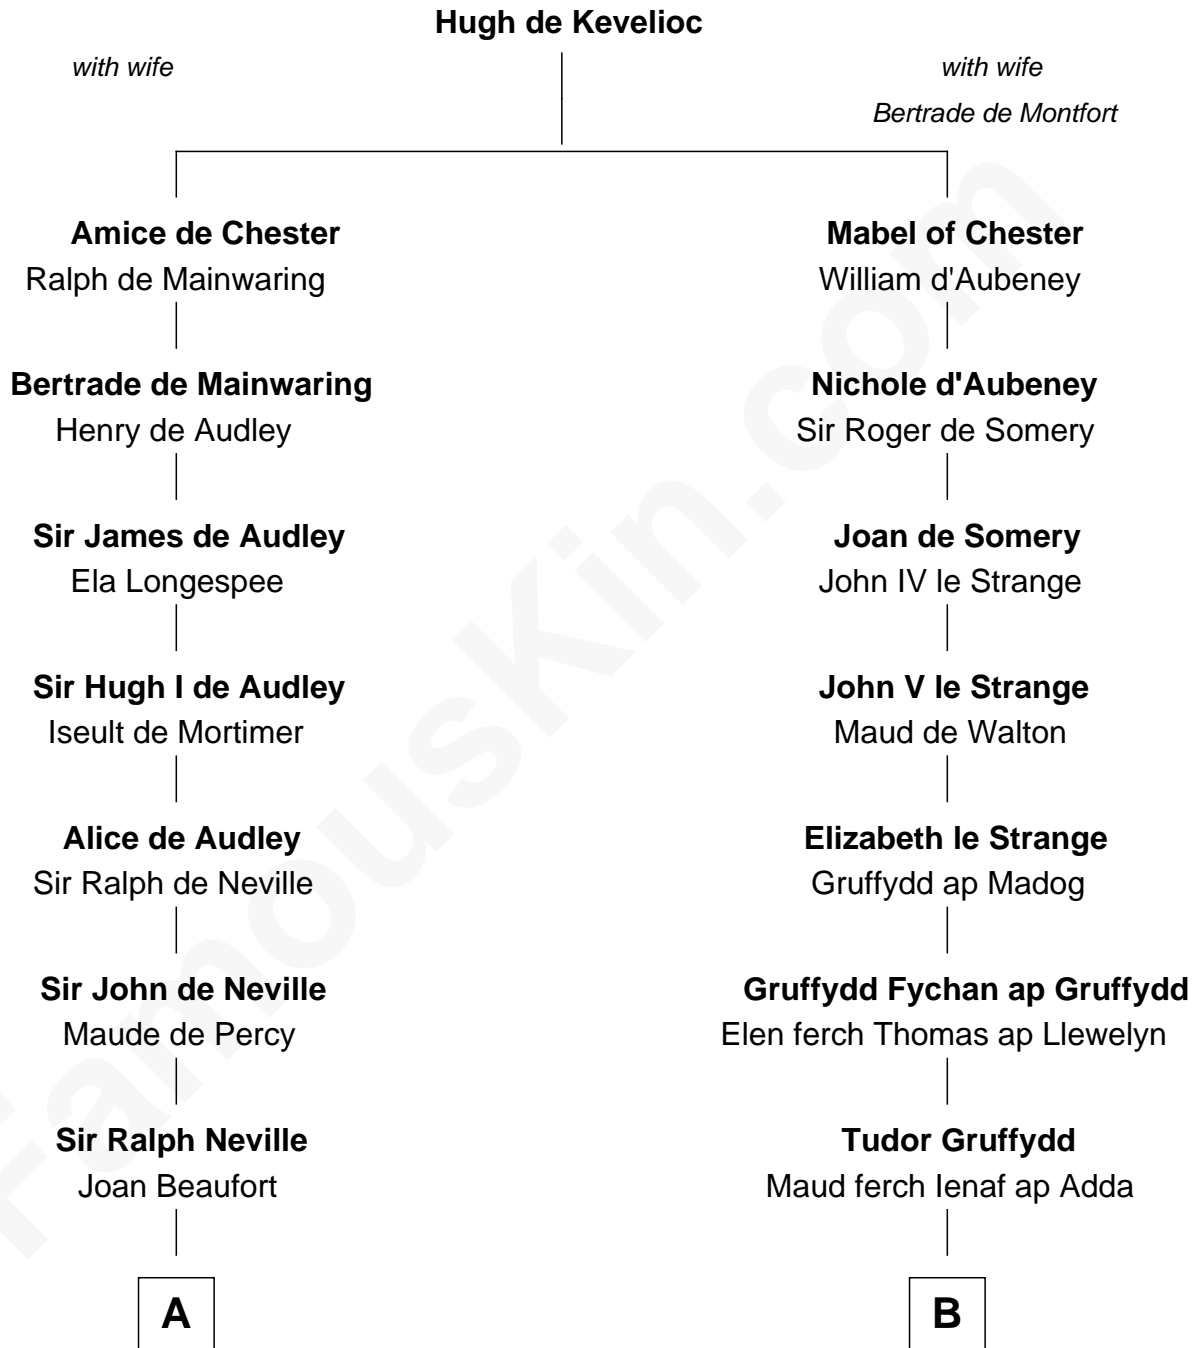 Hugh de Kevelioc
with wife
with wife
Bertrade de Montfort
Amice de Chester
Ralph de Mainwaring
Mabel of Chester
William d'Aubeney
Bertrade de Mainwaring
Henry de Audley
Nichole d'Aubeney
Sir Roger de Somery
Sir James de Audley
Ela Longespee
Joan de Somery
John IV le Strange
Sir Hugh I de Audley
Iseult de Mortimer
John V le Strange
Maud de Walton
Alice de Audley
Sir Ralph de Neville
Elizabeth le Strange
Gruffydd ap Madog
Sir John de Neville
Maude de Percy
Gruffydd Fychan ap Gruffydd
Elen ferch Thomas ap Llewelyn
Sir Ralph Neville
Joan Beaufort
Tudor Gruffydd
Maud ferch Ienaf ap Adda
A
B
FamousKin.com